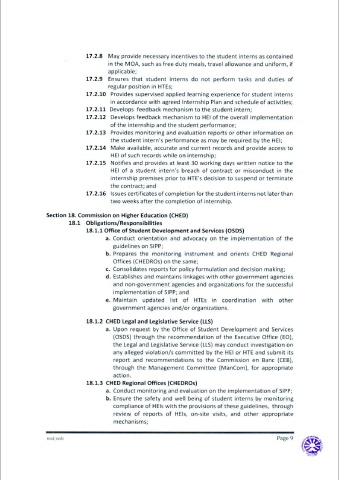 17.2.8 May provide necessary incentives to the student interns as contained
in the MOA, such as free duty meals, travel allowance and uniform, if
applicable;
17.2.9 Ensures that student interns do not perform tasks and duties of
regular position in HTEs;
17.2.10 Provides supervised applied learning experience for student interns
in accordance with agreed Internship Plan and schedule of activities;
17.2.11 Develops feedback mechanism to the student intern;
17.2.12 Develops feedback mechanism to HEI of the overall implementation
of the internship and the student performance;
17.2.13 Provides monitoring and evaluation reports or other information on
the student intern's performance as may be required by the HEI;
17.2.14 Make available, accurate and current records and provide access to
HEI of such records while on internship;
17.2.15 Notifies and provides at least 30 working days written notice to the
HEI of a student intern's breach of contract or misconduct in the
internship premises prior to HTE's decision to suspend or terminate
the contract; and
17.2.16 Issues certificates of completion for the student interns not later than
two weeks after the completion of internship.
Section 18. Commission on Higher Education (CHED)
18.1 Obligations/Responsibilities
18.1.1 Office of Student Development and Services (OSDS)
a. Conduct orientation and advocacy on the implementation of the
guidelines on SIPP;
b. Prepares the monitoring instrument and orients CHED Regional
Offices (CHEDROs) on the same;
c. Consolidates reports for policy formulation and decision making;
d. Establishes and maintains linkages with other government agencies
and non-government agencies and organizations for the successful
implementation of SIPP; and
e. Maintain updated list of HTEs in coordination with other
government agencies and/or organizations.
18.1.2 CHED Legal and Legislative Service (LLS)
a. Upon request by the Office of Student Development and Services
(OSDS) through the recommendation of the Executive Office (EO),
the Legal and Legislative Service (LLS) may conduct investigation on
any alleged violation/s committed by the HEI or HTE and submit its
report and recommendations to the Commission en Banc (CEB),
through the Management Committee (ManCom), for appropriate
action.
18.1.3 CHED Regional Offices (CHEDROs)
a. Conduct monitoring and evaluation on the implementation of SIPP;
b. Ensure the safety and well being of student interns by monitoring
compliance of HEIs with the provisions of these guidelines, through
review of reports of HEIs, on-site visits, and other appropriate
mechanisms;
Page 9